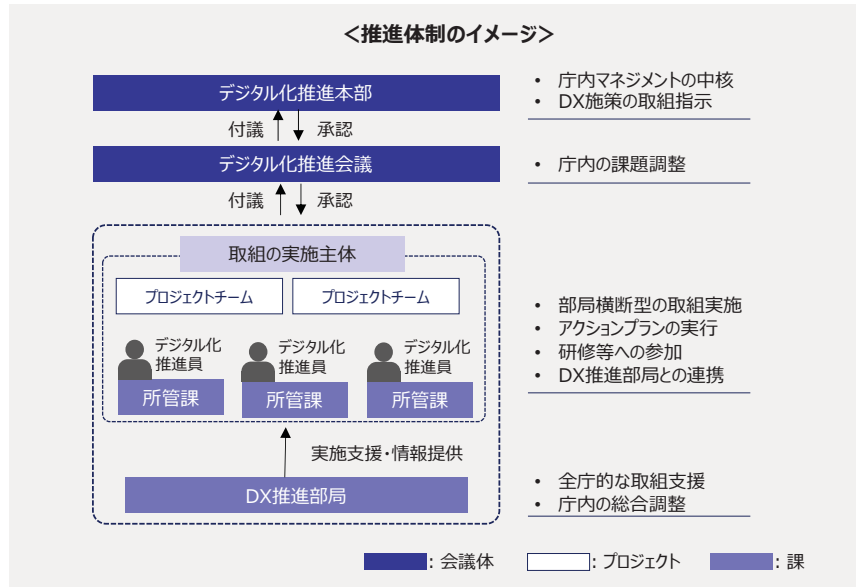 ＜推進体制のイメージ＞
デジタル化推進本部
• 庁内マネジメントの中核
• DX施策の取組指示
付議 承認
デジタル化推進会議
• 庁内の課題調整
付議 承認
取組の実施主体
プロジェクトチーム プロジェクトチーム
デジタル化
推進員
デジタル化
推進員
デジタル化
推進員
所管課 所管課 所管課
• 部局横断型の取組実施
• アクションプランの実行
• 研修等への参加
• DX推進部局との連携
実施支援・情報提供
DX推進部局
• 全庁的な取組支援
• 庁内の総合調整
：会議体 ：プロジェクト ：課